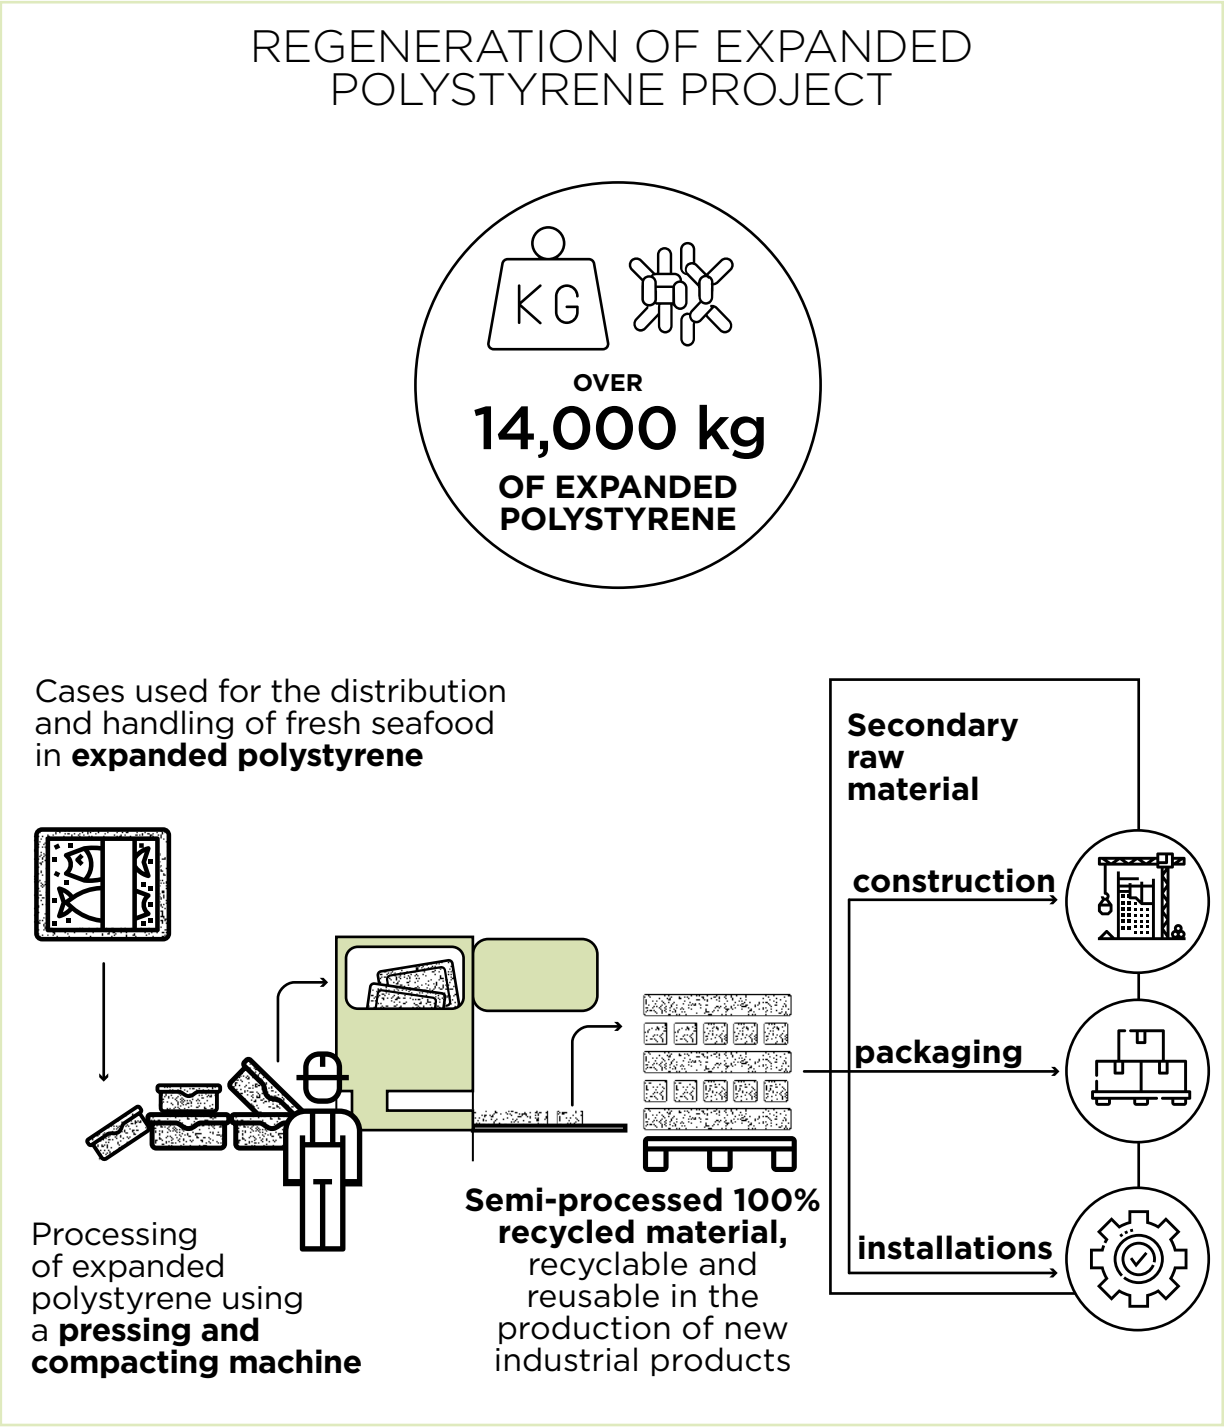 REGENERATION OF EXPANDED
POLYSTYRENE PROJECT
KG
OVER
14,000 kg
OF EXPANDED
POLYSTYRENE
Cases used for the distribution
and handling of fresh seafood
in expanded polystyrene
Processing
of expanded
polystyrene using
a pressing and
compacting machine
Semi-processed 100%
recycled material,
recyclable and
reusable in the
production of new
industrial products
Secondary
raw
material
construction
packaging
installations